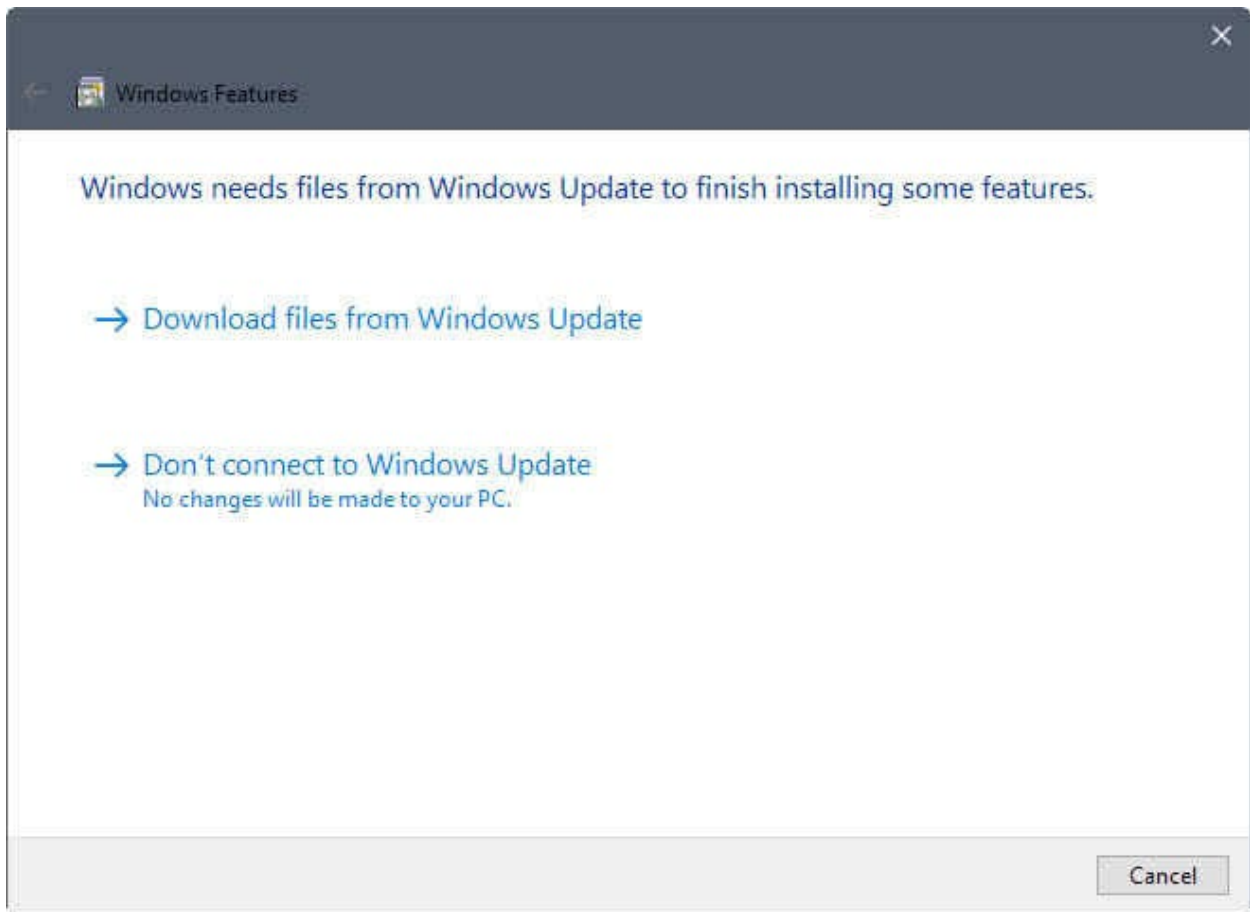 Windows Features
Windows needs files from Windows Update to finish installing some features.
Download files from Windows Update
Don't connect to Windows Update
No changes will be made to your PC.
Cancel